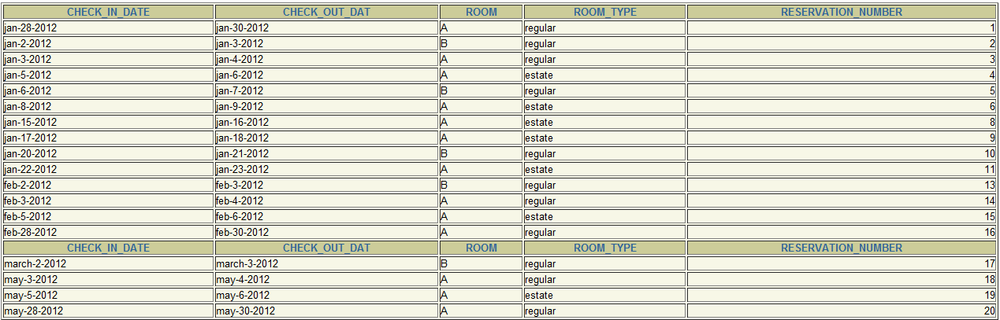 CHECK_IN_DATE CHECK_OUT_DAT ROOM ROOM_TYPE RESERVATION_NUMBER
jan-28-2012 jan-30-2012 A regular 1
jan-2-2012 jan-3-2012 B regular 2
jan-3-2012 jan-4-2012 A regular 3
jan-5-2012 jan-6-2012 A estate 4
jan-6-2012 jan-7-2012 B regular 5
jan-8-2012 jan-9-2012 A estate 6
jan-15-2012 jan-16-2012 A estate 8
jan-17-2012 jan-18-2012 A estate 9
jan-20-2012 jan-21-2012 B regular 10
jan-22-2012 jan-23-2012 A estate 11
feb-2-2012 feb-3-2012 B regular 13
feb-3-2012 feb-4-2012 A regular 14
feb-5-2012 feb-6-2012 A estate 15
feb-28-2012 feb-30-2012 A regular 16
CHECK_IN_DATE CHECK_OUT_DAT ROOM ROOM_TYPE RESERVATION_NUMBER
march-2-2012 march-3-2012 B regular 17
may-3-2012 may-4-2012 A regular 18
may-5-2012 may-6-2012 A estate 19
may-28-2012 may-30-2012 A regular 20